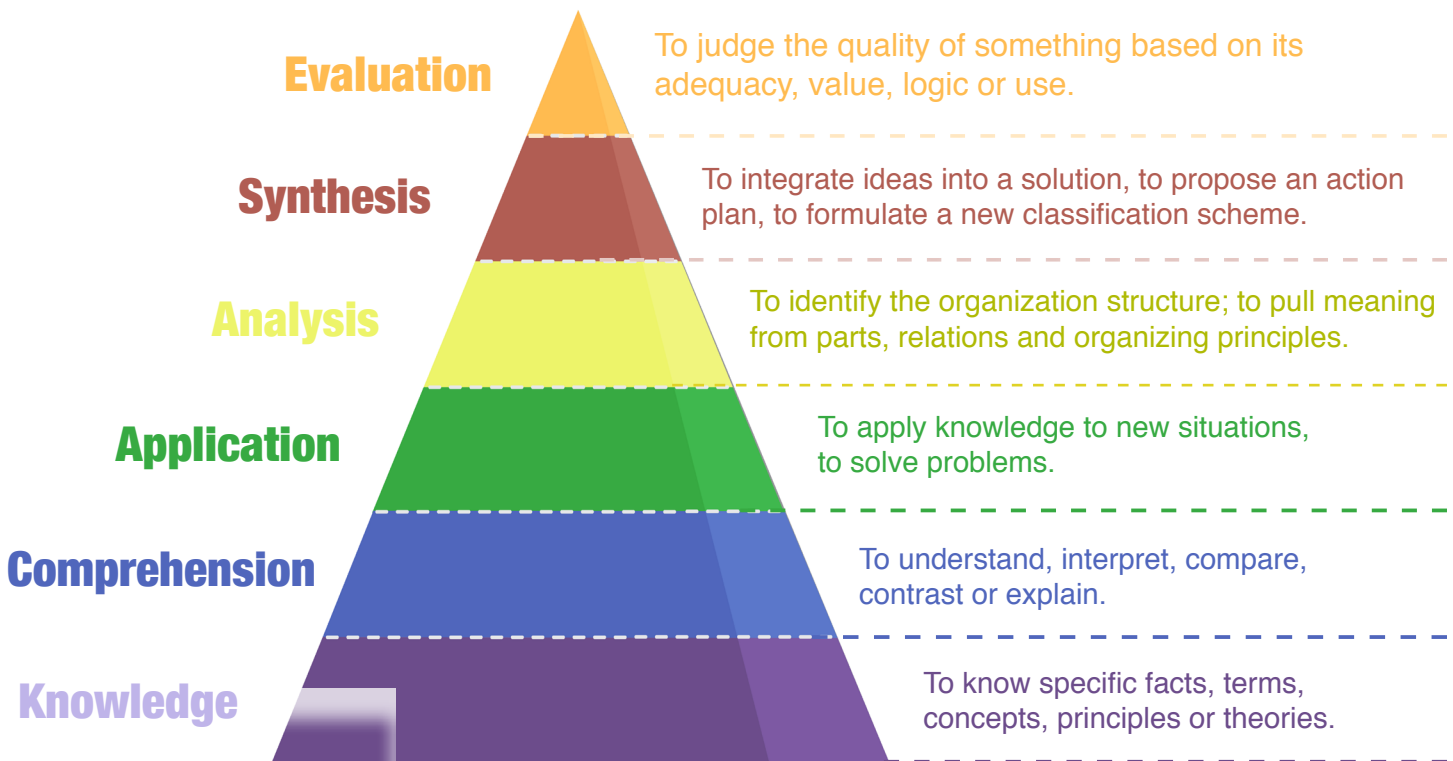 Evaluation
To judge the quality of something based on its
adequacy, value, logic or use.
Synthesis
To integrate ideas into a solution, to propose an action
plan, to formulate a new classification scheme.
Analysis
To identify the organization structure; to pull meaning
from parts, relations and organizing principles.
Application
To apply knowledge to new situations,
to solve problems.
Comprehension
To understand, interpret, compare,
contrast or explain.
Knowledge
To know specific facts, terms,
concepts, principles or theories.